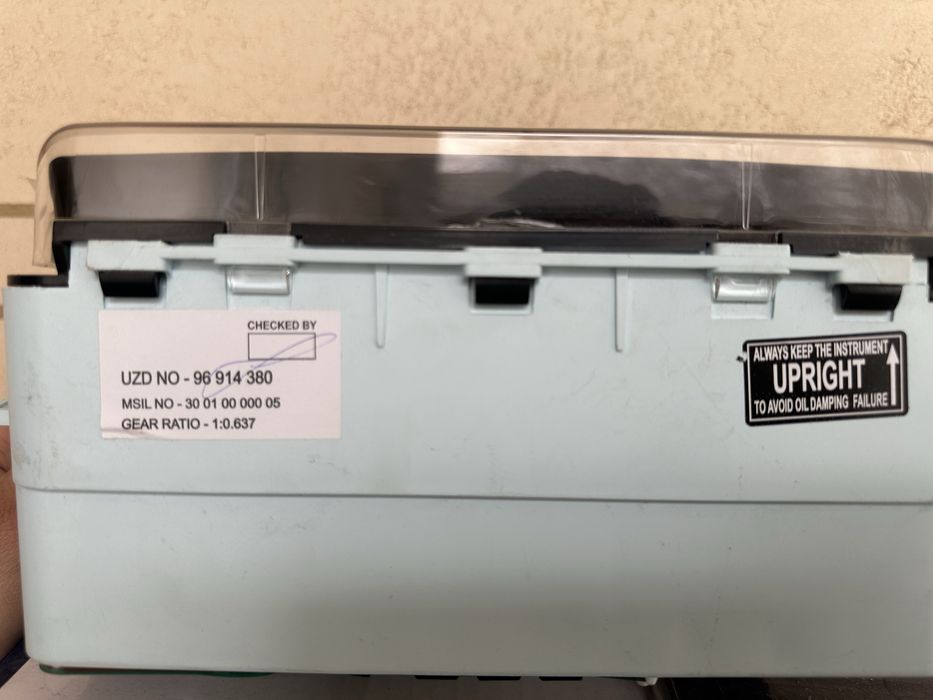 CHECKED BY
UZD NO - 96 914 380
MSIL NO - 30 01 00 000 05
GEAR RATIO - 1:0.637
ALWAYS KEEP THE INSTRUMENT
UPRIGHT
TO AVOID OIL DAMPING FAILURE